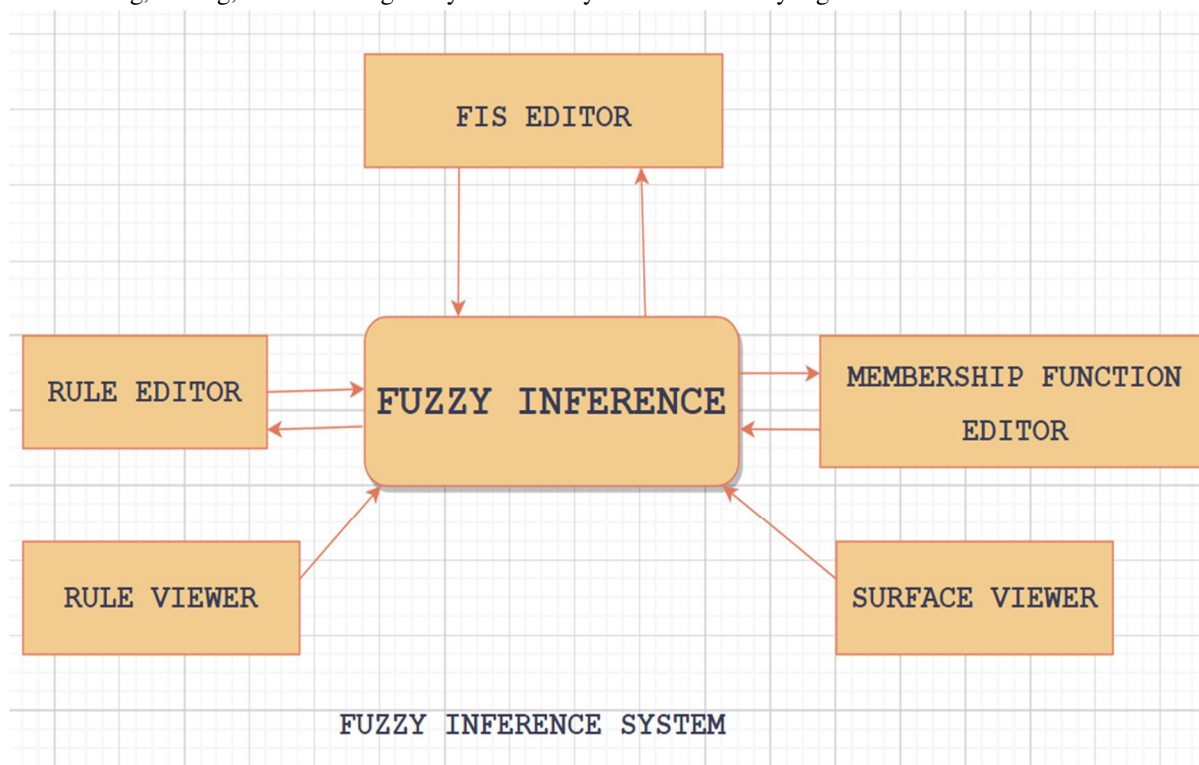 FIS EDITOR
RULE EDITOR
FUZZY INFERENCE
MEMBERSHIP FUNCTION
EDITOR
RULE VIEWER
SURFACE VIEWER
FUZZY INFERENCE SYSTEM